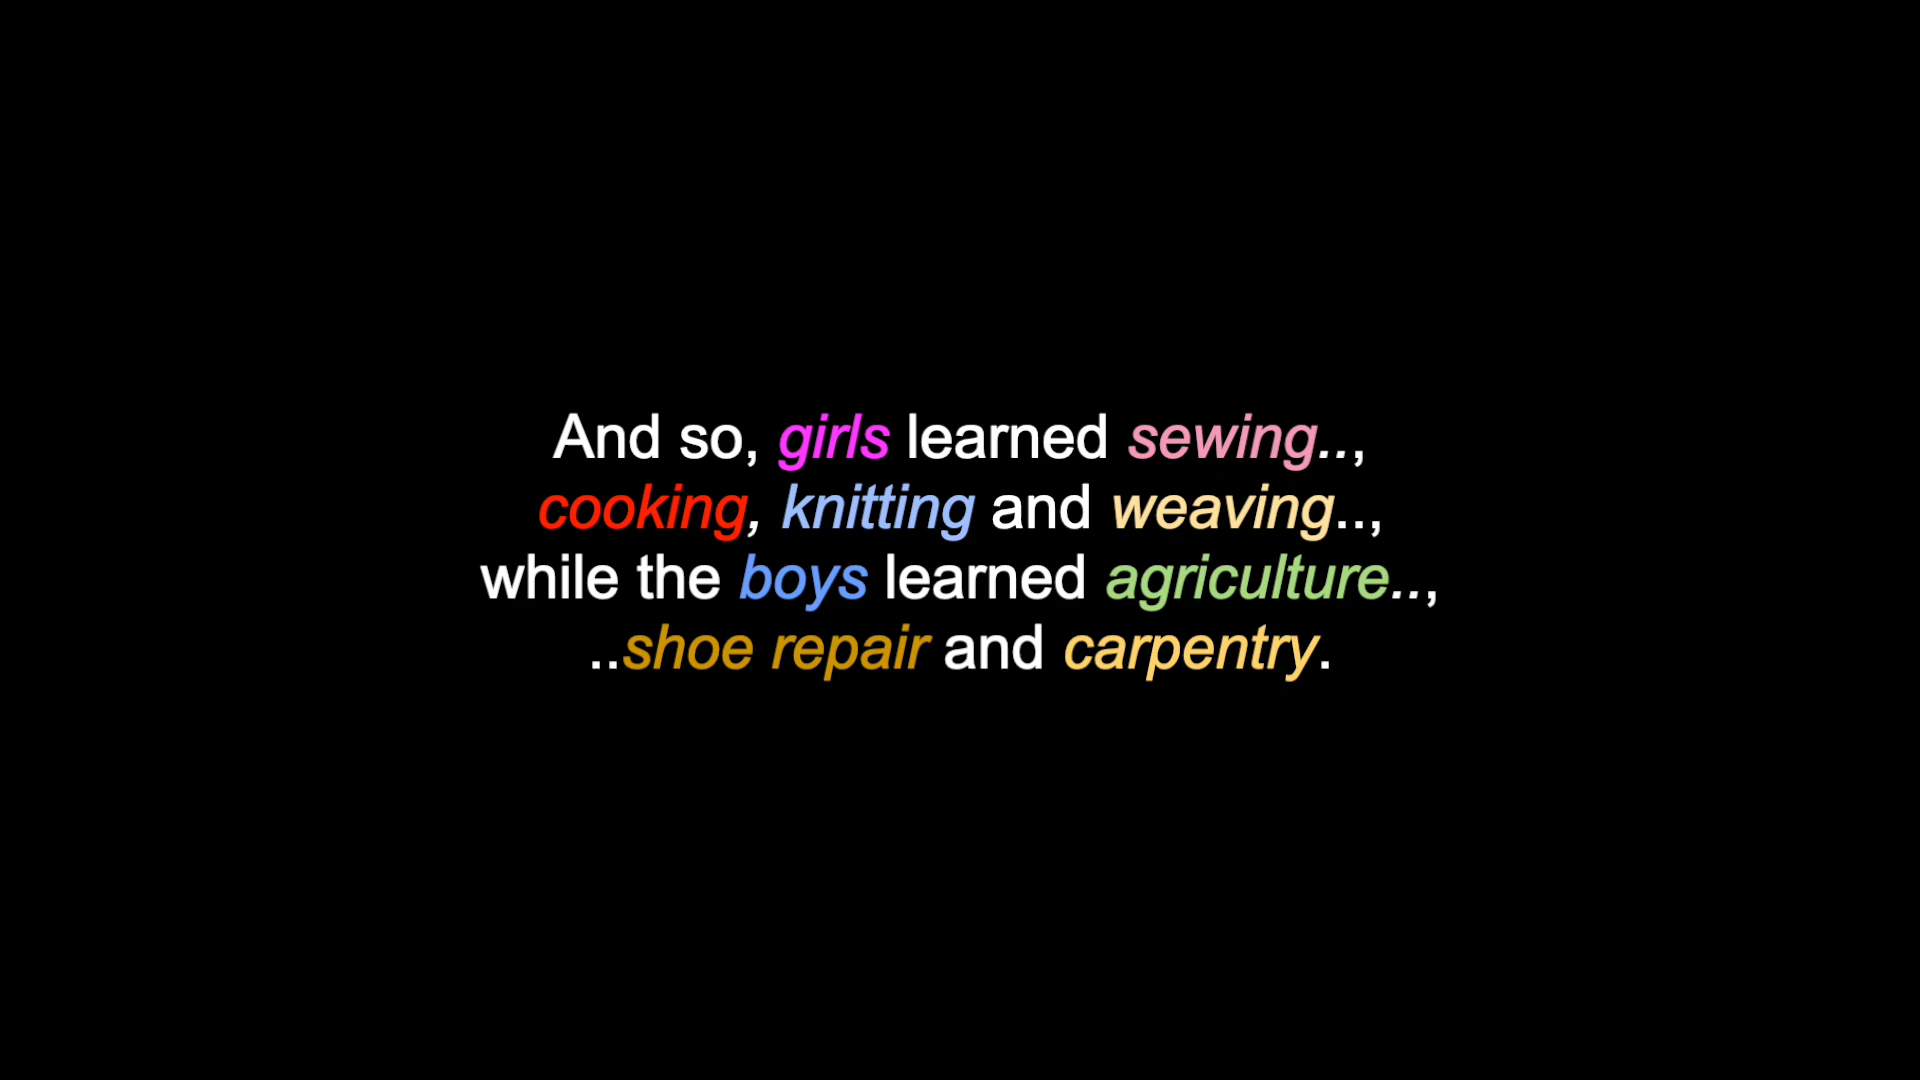 And so, girls learned sewing..,
cooking, knitting and weaving..,
while the boys learned agriculture..,
..shoe repair and carpentry.